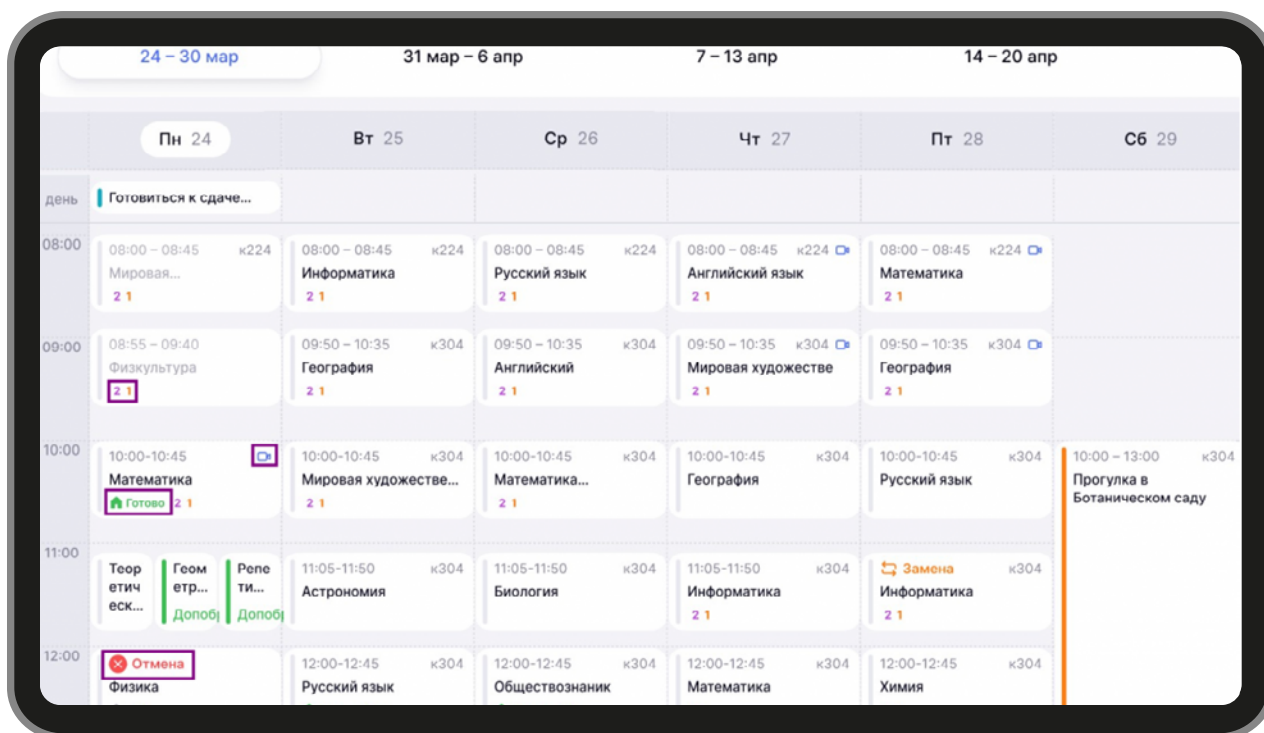 24 – 30 мар
31 мар – 6 апр
7 – 13 апр
14 – 20 апр
Пн 24
Вт 25
Ср 26
Чт 27
Пт 28
Сб 29
день
Готовиться к сдаче...
08:00
08:00 – 08:45 к224
Мировая...
2 1
08:00 – 08:45 к224
Информатика
2 1
08:00 – 08:45 к224
Русский язык
2 1
08:00 – 08:45 к224
Английский язык
2 1
08:00 – 08:45 к224
Математика
2 1
09:00
08:55 – 09:40
Физкультура
2 1
09:50 – 10:35 к304
География
2 1
09:50 – 10:35 к304
Английский
2 1
09:50 – 10:35 к304
Мировая художестве
2 1
09:50 – 10:35 к304
География
2 1
10:00
10:00-10:45
Математика
Готово 2 1
10:00-10:45 к304
Мировая художестве...
2 1
10:00-10:45 к304
Математика...
2 1
10:00-10:45 к304
География
10:00-10:45 к304
Русский язык
10:00 – 13:00 к304
Прогулка в
Ботаническом саду
11:00
Теор
етич
еск...
Геом
етр...
Допоб
Репе
ти...
Допоб
11:05-11:50 к304
Астрономия
11:05-11:50 к304
Биология
11:05-11:50 к304
Информатика
2 1
Замена к304
Информатика
2 1
12:00
Отмена
Физика
12:00-12:45 к304
Русский язык
12:00-12:45 к304
Обществознаник
12:00-12:45 к304
Математика
12:00-12:45 к304
Химия